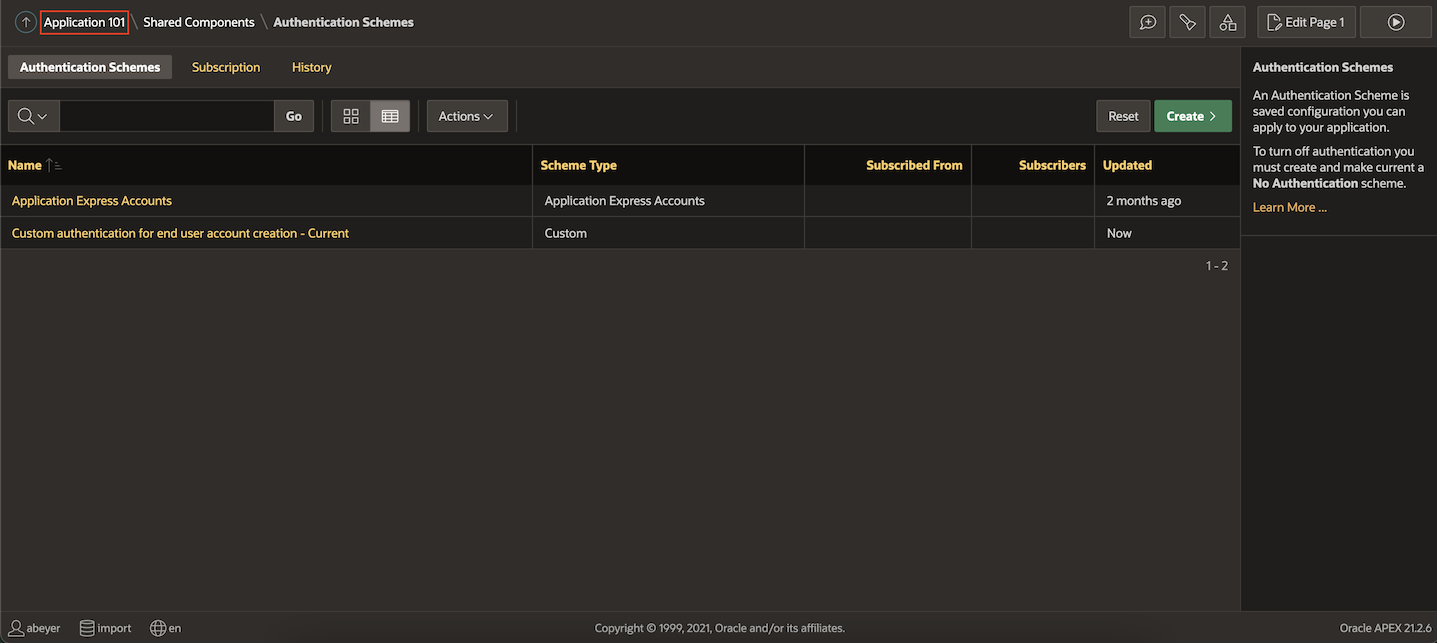 Application 101 \ Shared Components \ Authentication Schemes
Edit Page 1
Authentication Schemes Subscription History
Go
Actions
Reset
Create
Name Scheme Type Subscribed From Subscribers Updated
Application Express Accounts Application Express Accounts 2 months ago
Custom authentication for end user account creation - Current Custom Now
1 - 2
Authentication Schemes
An Authentication Scheme is
saved configuration you can
apply to your application.
To turn off authentication you
must create and make current a
No Authentication scheme.
Learn More ...
abeyer import en
Copyright © 1999, 2021, Oracle and/or its affiliates.
Oracle APEX 21.2.6